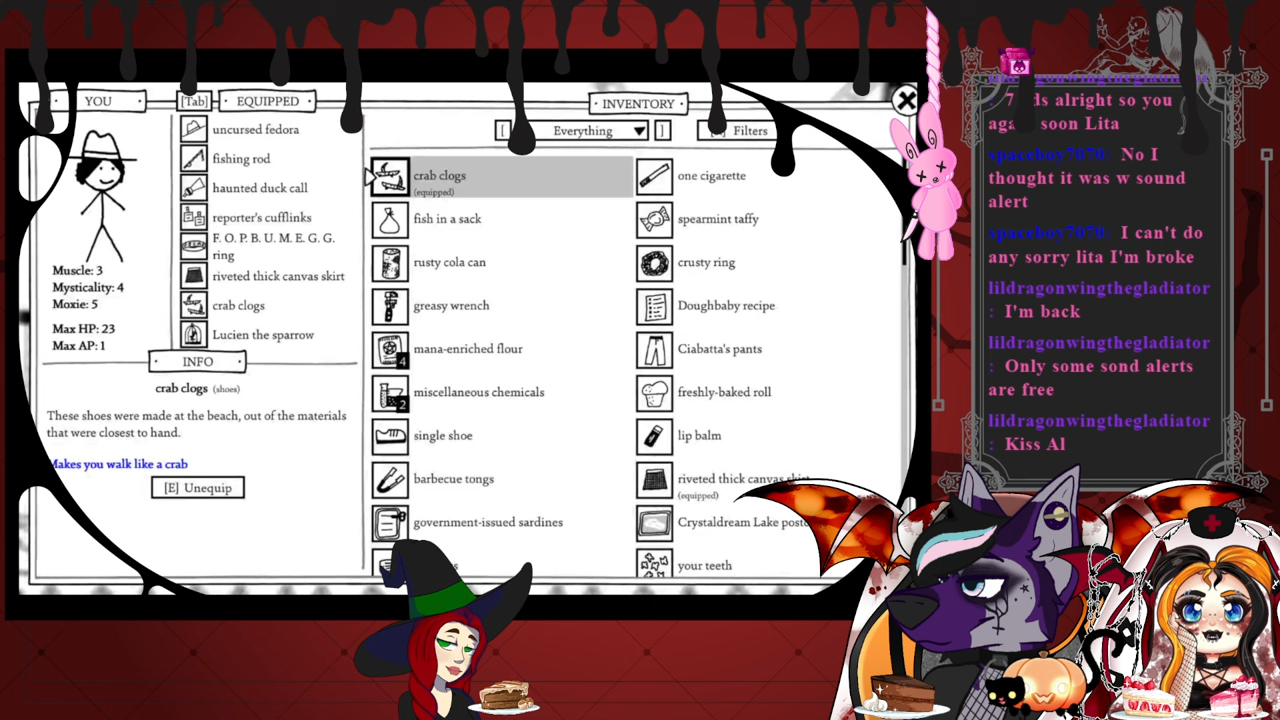 YOU
[Tab]
EQUIPPED
INVENTORY
uncursed fedora
fishing rod
haunted duck call
reporter's cufflinks
F. O. P. B. U. M. E. G. G.
ring
riveted thick canvas skirt
crab clogs
Lucien the sparrow
Muscle: 3
Mysticality: 4
Moxie: 5
Max HP: 23
Max AP: 1
INFO
crab clogs (shoes)
These shoes were made at the beach, out of the materials
that were closest to hand.
Makes you walk like a crab
[E] Unequip
[
Everything
]
Filters
crab clogs
(equipped)
fish in a sack
rusty cola can
greasy wrench
mana-enriched flour
4
miscellaneous chemicals
2
single shoe
barbecue tongs
government-issued sardines
one cigarette
spearmint taffy
crusty ring
Doughbaby recipe
Ciabatta's pants
freshly-baked roll
lip balm
riveted thick canvas skirt
(equipped)
Crystaldream Lake
your teeth
alright so you
soon Lita
spaceboy7070: No I
thought it was w sound
alert
spaceboy7070: I can't do
any sorry lita I'm broke
lildragonwingthegladiator
: I'm back
lildragonwingthegladiator
: Only some sond alerts
are free
lildragonwingthegladiator
: Kiss Al